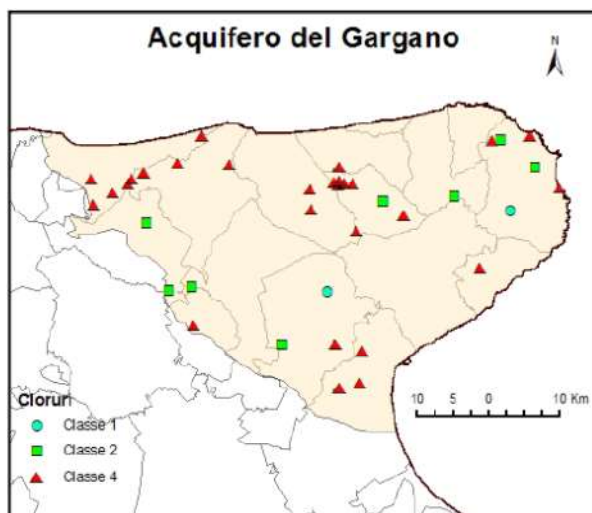 Acquifero del Gargano
N
Cloruri
Classe 1
Classe 2
Classe 4
10 5 0 10 Km